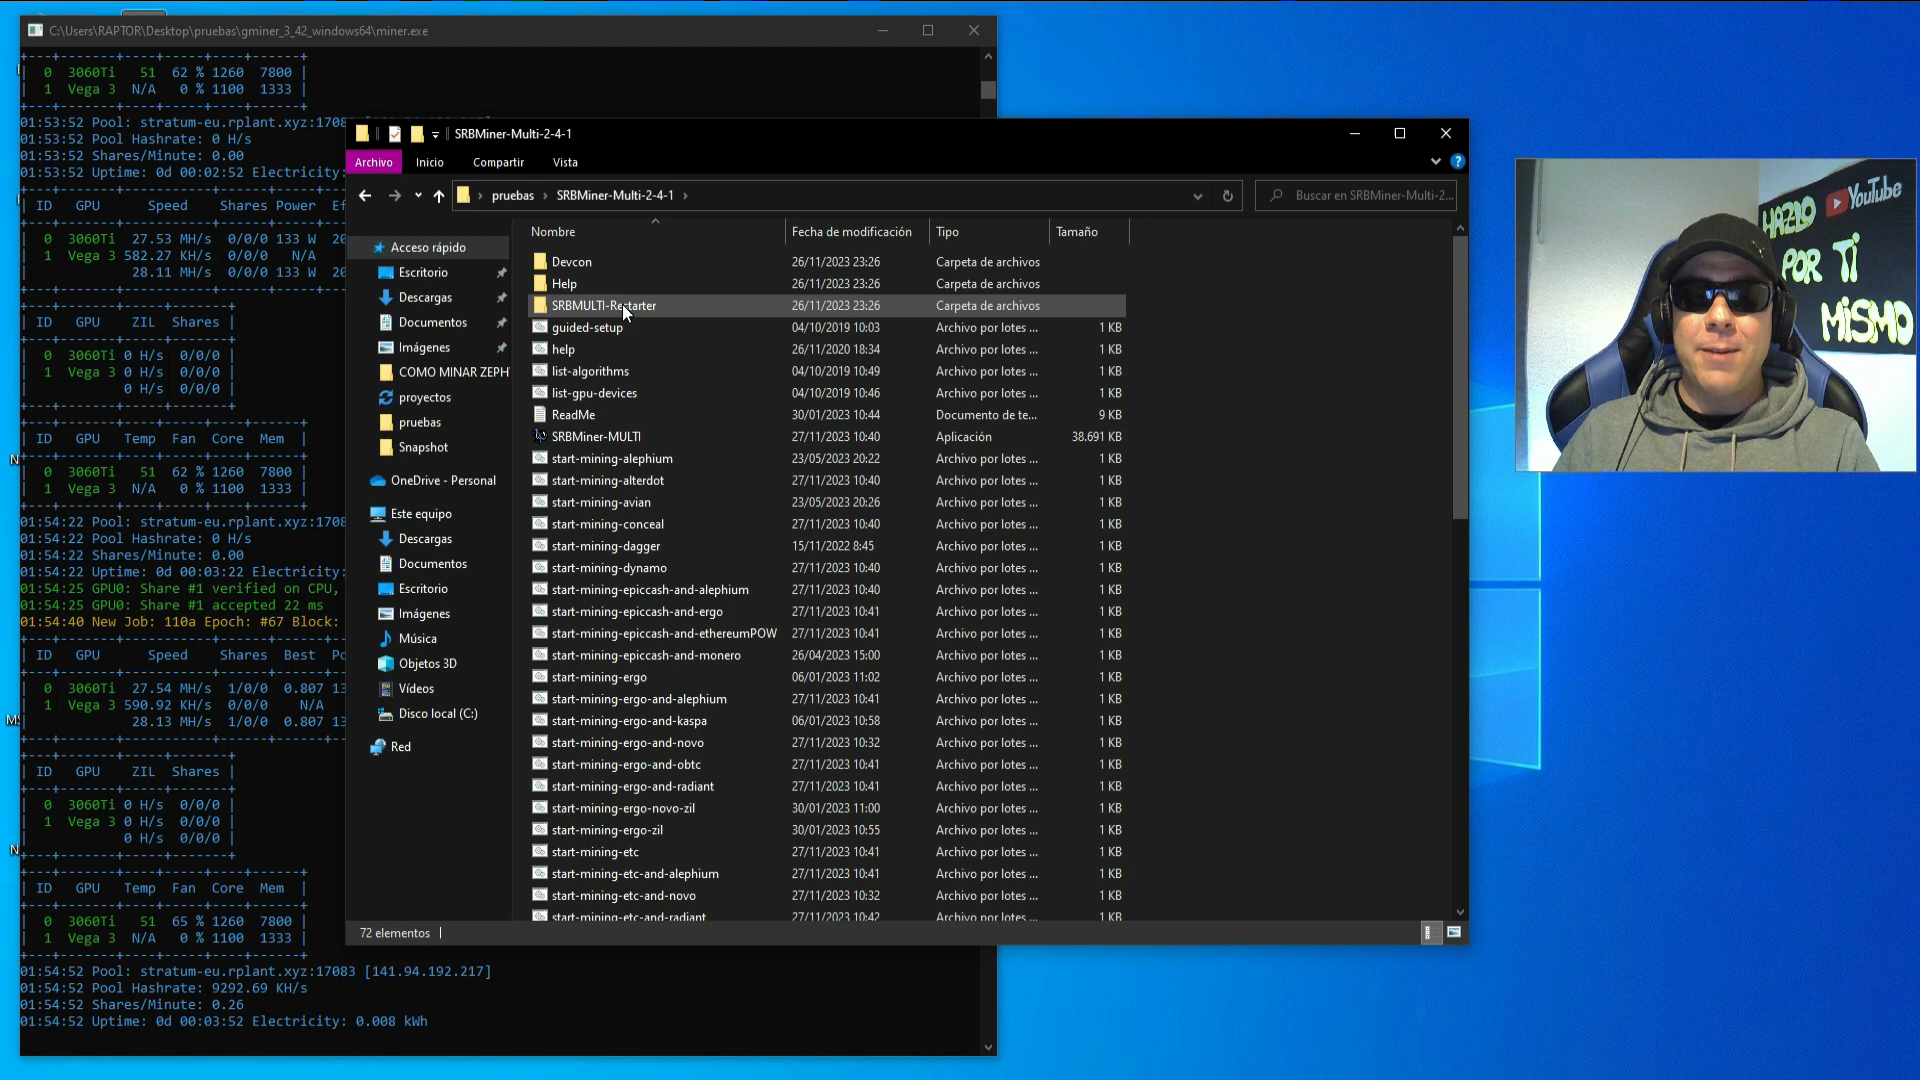 C:\Users\RAPTOR\Desktop\pruebas\gminer_3_42_windows64\miner.exe
0 3060Ti 51 62 % 1260 7800
1 Vega 3 N/A 0 % 1100 1333
01:53:52 Pool: stratum-eu.rplant.xyz:1708
01:53:52 Pool Hashrate: 0 H/s
01:53:52 Shares/Minute: 0.00
01:53:52 Uptime: 0d 00:02:52 Electricity:
ID GPU Speed Shares Power Ef
0 3060Ti 27.53 MH/s 0/0/0 133 W 20
1 Vega 3 582.27 KH/s 0/0/0 N/A
28.11 MH/s 0/0/0 133 W 20
ID GPU ZIL Shares
0 3060Ti 0 H/s 0/0/0
1 Vega 3 0 H/s 0/0/0
0 H/s 0/0/0
ID GPU Temp Fan Core Mem
0 3060Ti 51 62 % 1260 7800
1 Vega 3 N/A 0 % 1100 1333
01:54:22 Pool: stratum-eu.rplant.xyz:1708
01:54:22 Pool Hashrate: 0 H/s
01:54:22 Shares/Minute: 0.00
01:54:22 Uptime: 0d 00:03:22 Electricity:
01:54:25 GPU0: Share #1 verified on CPU,
01:54:25 GPU0: Share #1 accepted 22 ms
01:54:40 New Job: 110a Epoch: #67 Block:
ID GPU Speed Shares Best Po
0 3060Ti 27.54 MH/s 1/0/0 0.807 13
1 Vega 3 590.92 KH/s 0/0/0 N/A
28.13 MH/s 1/0/0 0.807 13
ID GPU ZIL Shares
0 3060Ti 0 H/s 0/0/0
1 Vega 3 0 H/s 0/0/0
0 H/s 0/0/0
ID GPU Temp Fan Core Mem
0 3060Ti 51 65 % 1260 7800
1 Vega 3 N/A 0 % 1100 1333
01:54:52 Pool: stratum-eu.rplant.xyz:17083 [141.94.192.217]
01:54:52 Pool Hashrate: 9292.69 KH/s
01:54:52 Shares/Minute: 0.26
01:54:52 Uptime: 0d 00:03:52 Electricity: 0.008 kWh
SRBMiner-Multi-2-4-1
Archivo Inicio Compartir Vista
pruebas › SRBMiner-Multi-2-4-1 ›
Buscar en SRBMiner-Multi-2...
Acceso rápido
Escritorio
Descargas
Documentos
Imágenes
COMO MINAR ZEPH
proyectos
pruebas
Snapshot
OneDrive - Personal
Este equipo
Descargas
Documentos
Escritorio
Imágenes
Música
Objetos 3D
Vídeos
Disco local (C:)
Red
Nombre Fecha de modificación Tipo Tamaño
Devcon 26/11/2023 23:26 Carpeta de archivos
Help 26/11/2023 23:26 Carpeta de archivos
SRBMULTI-Restarter 26/11/2023 23:26 Carpeta de archivos
guided-setup 04/10/2019 10:03 Archivo por lotes ... 1 KB
help 26/11/2020 18:34 Archivo por lotes ... 1 KB
list-algorithms 04/10/2019 10:49 Archivo por lotes ... 1 KB
list-gpu-devices 04/10/2019 10:46 Archivo por lotes ... 1 KB
ReadMe 30/01/2023 10:44 Documento de te... 9 KB
SRBMiner-MULTI 27/11/2023 10:40 Aplicación 38.691 KB
start-mining-alephium 23/05/2023 20:22 Archivo por lotes ... 1 KB
start-mining-alterdot 27/11/2023 10:40 Archivo por lotes ... 1 KB
start-mining-avian 23/05/2023 20:26 Archivo por lotes ... 1 KB
start-mining-conceal 27/11/2023 10:40 Archivo por lotes ... 1 KB
start-mining-dagger 15/11/2022 8:45 Archivo por lotes ... 1 KB
start-mining-dynamo 27/11/2023 10:40 Archivo por lotes ... 1 KB
start-mining-epiccash-and-alephium 27/11/2023 10:40 Archivo por lotes ... 1 KB
start-mining-epiccash-and-ergo 27/11/2023 10:41 Archivo por lotes ... 1 KB
start-mining-epiccash-and-ethereumPOW 27/11/2023 10:41 Archivo por lotes ... 1 KB
start-mining-epiccash-and-monero 26/04/2023 15:00 Archivo por lotes ... 1 KB
start-mining-ergo 06/01/2023 11:02 Archivo por lotes ... 1 KB
start-mining-ergo-and-alephium 27/11/2023 10:41 Archivo por lotes ... 1 KB
start-mining-ergo-and-kaspa 06/01/2023 10:58 Archivo por lotes ... 1 KB
start-mining-ergo-and-novo 27/11/2023 10:32 Archivo por lotes ... 1 KB
start-mining-ergo-and-obtc 27/11/2023 10:41 Archivo por lotes ... 1 KB
start-mining-ergo-and-radiant 27/11/2023 10:41 Archivo por lotes ... 1 KB
start-mining-ergo-novo-zil 30/01/2023 11:00 Archivo por lotes ... 1 KB
start-mining-ergo-zil 30/01/2023 10:55 Archivo por lotes ... 1 KB
start-mining-etc 27/11/2023 10:41 Archivo por lotes ... 1 KB
start-mining-etc-and-alephium 27/11/2023 10:41 Archivo por lotes ... 1 KB
start-mining-etc-and-novo 27/11/2023 10:32 Archivo por lotes ... 1 KB
start-mining-etc-and-radiant 27/11/2023 10:42 Archivo por lotes ... 1 KB
72 elementos
YouTube
HAZLO
POR TI
MiSMO